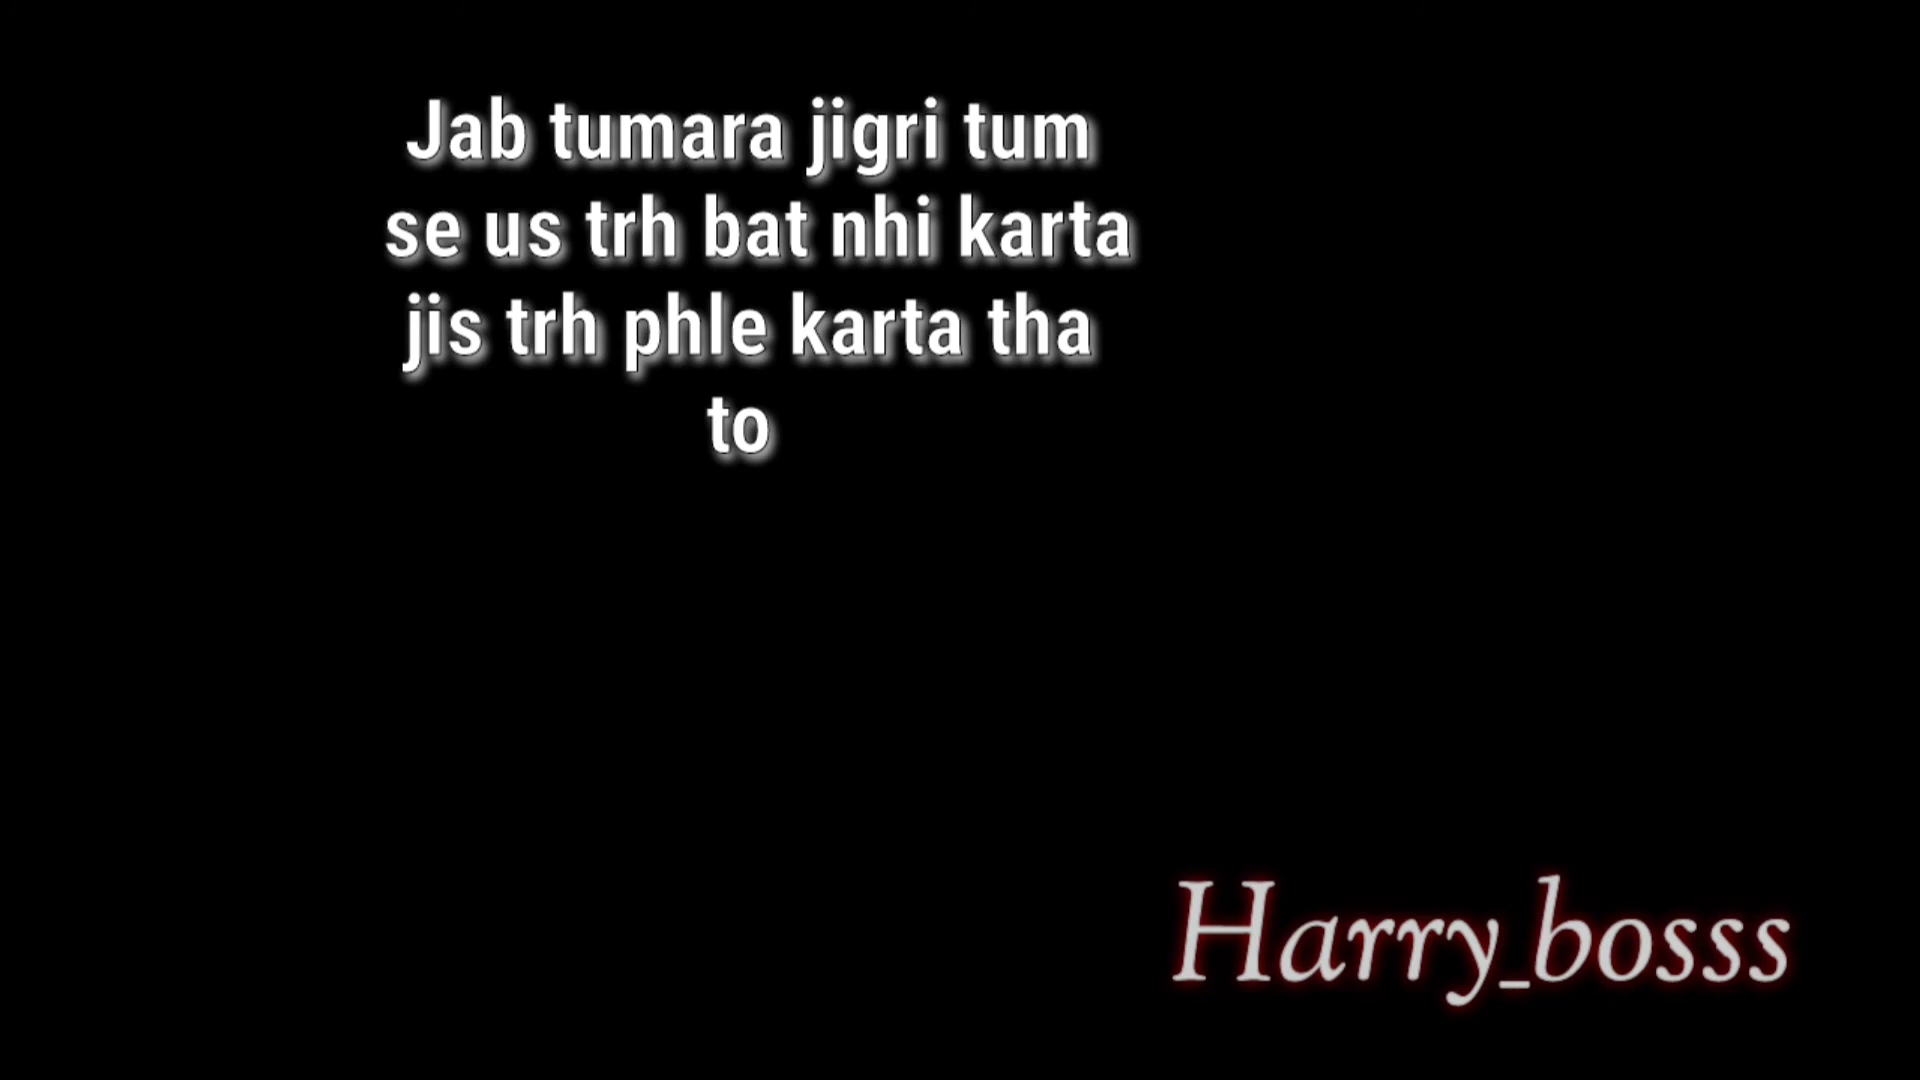 Jab tumara jigri tum
se us trh bat nhi karta
jis trh phle karta tha
to
Harry_bosss